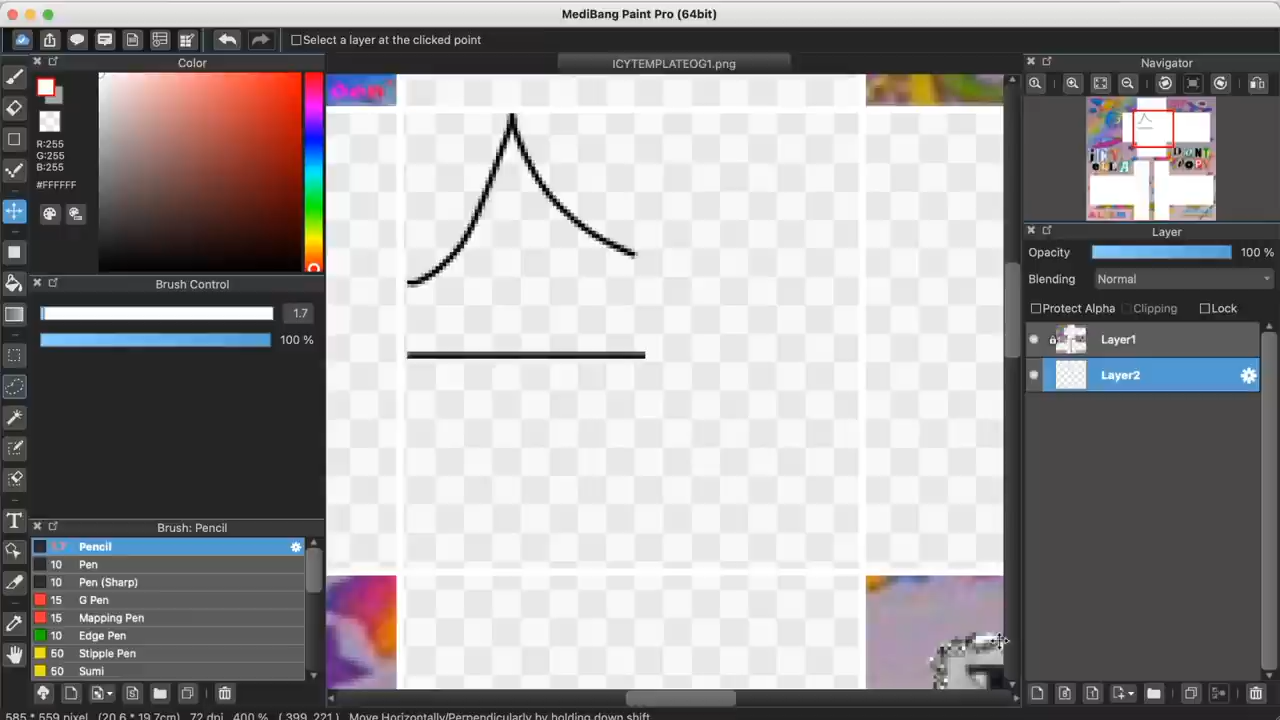 MediBang Paint Pro (64bit)
Select a layer at the clicked point
Color
ICYTEMPLATEOG1.png
Navigator
R:255
G:255
B:255
#FFFFFF
Layer
Opacity 100 %
Blending Normal
Protect Alpha Clipping Lock
Layer1
Layer2
Brush Control
1.7
100 %
Brush: Pencil
1.7 Pencil
10 Pen
10 Pen (Sharp)
15 G Pen
15 Mapping Pen
10 Edge Pen
50 Stipple Pen
50 Sumi
585 * 559 pixel (20.6 * 19.7cm) 72 dpi 400 % ( 399, 221) Move Horizontally/Perpendicularly by holding down shift